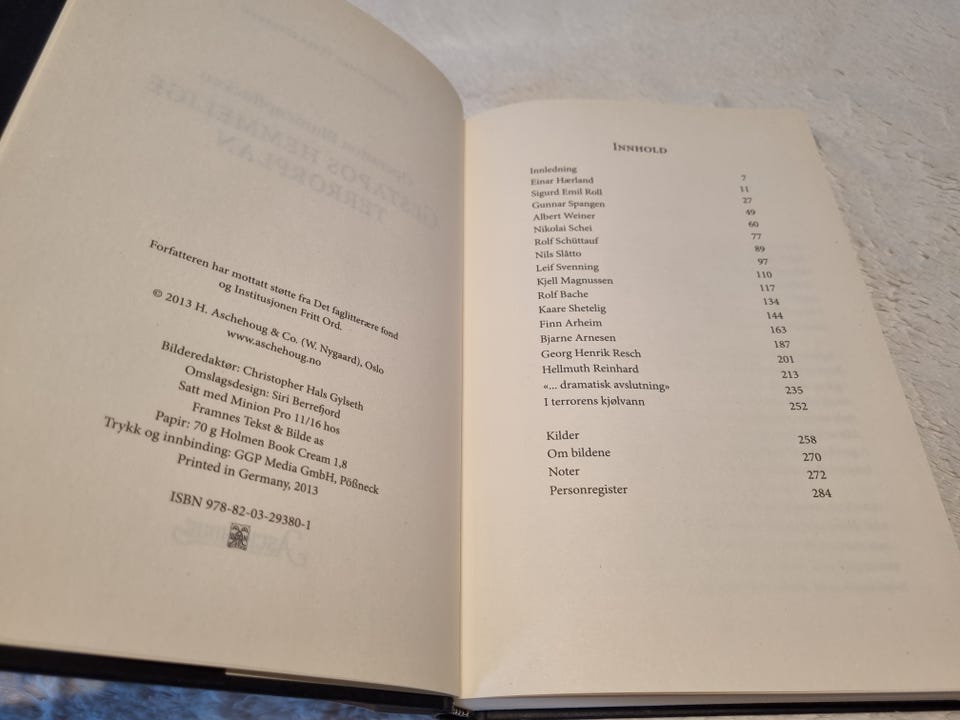 Forfatteren har mottatt støtte fra Det faglitterære fond
og Institusjonen Fritt Ord.
© 2013 H. Aschehoug & Co. (W. Nygaard), Oslo
www.aschehoug.no
Bilderedaktør: Christopher Hals Gylseth
Omslagsdesign: Siri Berrefjord
Satt med Minion Pro 11/16 hos
Framnes Tekst & Bilde as
Papir: 70 g Holmen Book Cream 1,8
Trykk og innbinding: GGP Media GmbH, Pößneck
Printed in Germany, 2013
ISBN 978-82-03-29380-1
Innhold
Innledning 7
Einar Hærland 11
Sigurd Emil Roll 27
Gunnar Spangen 49
Albert Weiner 60
Nikolai Schei 77
Rolf Schüttauf 89
Nils Slåtto 97
Leif Svenning 110
Kjell Magnussen 117
Rolf Bache 134
Kaare Shetelig 144
Finn Arheim 163
Bjarne Arnesen 187
Georg Henrik Resch 201
Hellmuth Reinhard 213
«... dramatisk avslutning» 235
I terrorens kjølvann 252
Kilder 258
Om bildene 270
Noter 272
Personregister 284